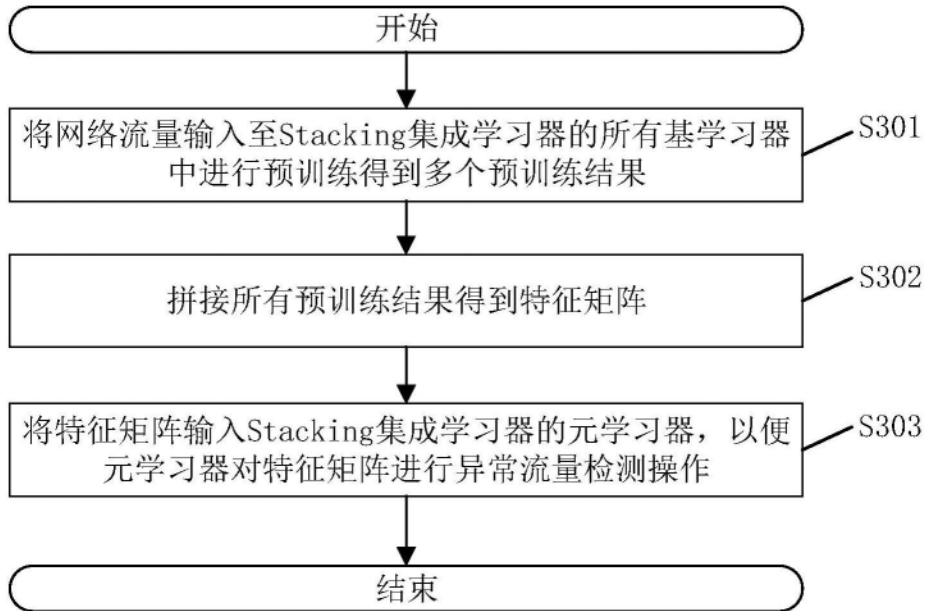 开始
将网络流量输入至Stacking集成学习器的所有基学习器
中进行预训练得到多个预训练结果
S301
拼接所有预训练结果得到特征矩阵
S302
将特征矩阵输入Stacking集成学习器的元学习器，以便
元学习器对特征矩阵进行异常流量检测操作
S303
结束